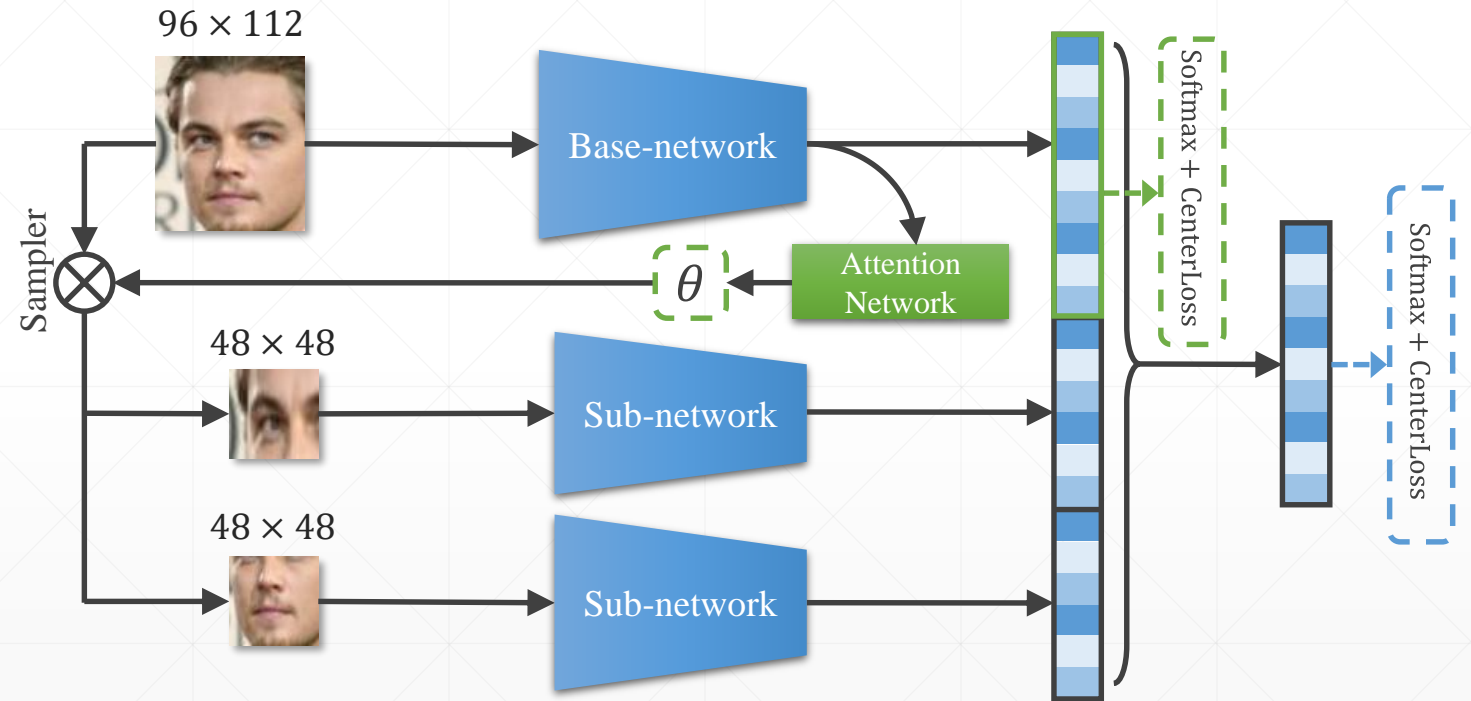 96 × 112
Base-network
Softmax + CenterLoss
Sampler
θ
Attention
Network
Softmax + CenterLoss
48 × 48
Sub-network
48 × 48
Sub-network